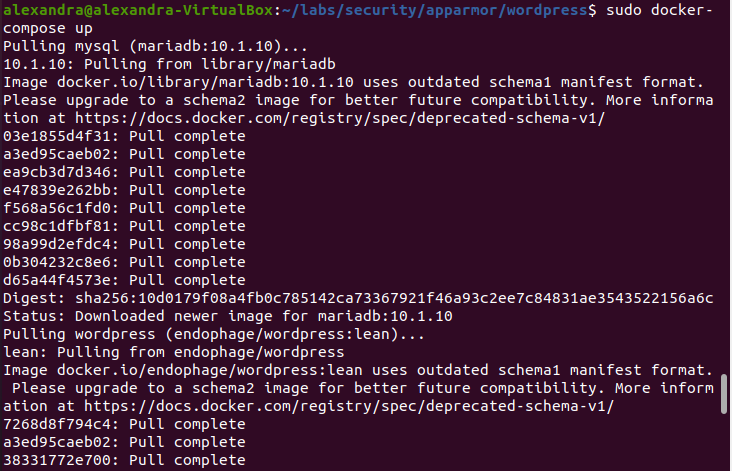 alexandra@alexandra-VirtualBox:~/labs/security/apparmor/wordpress$ sudo docker-
compose up
Pulling mysql (mariadb:10.1.10)...
10.1.10: Pulling from library/mariadb
Image docker.io/library/mariadb:10.1.10 uses outdated schema1 manifest format.
Please upgrade to a schema2 image for better future compatibility. More informa
tion at https://docs.docker.com/registry/spec/deprecated-schema-v1/
03e1855d4f31: Pull complete
a3ed95caeb02: Pull complete
ea9cb3d7d346: Pull complete
e47839e262bb: Pull complete
f568a56c1fd0: Pull complete
cc98c1dfbf81: Pull complete
98a99d2efdc4: Pull complete
0b304232c8e6: Pull complete
d65a44f4573e: Pull complete
Digest: sha256:10d0179f08a4fb0c785142ca73367921f46a93c2ee7c84831ae3543522156a6c
Status: Downloaded newer image for mariadb:10.1.10
Pulling wordpress (endophage/wordpress:lean)...
lean: Pulling from endophage/wordpress
Image docker.io/endophage/wordpress:lean uses outdated schema1 manifest format.
 Please upgrade to a schema2 image for better future compatibility. More inform
ation at https://docs.docker.com/registry/spec/deprecated-schema-v1/
7268d8f794c4: Pull complete
a3ed95caeb02: Pull complete
38331772e700: Pull complete